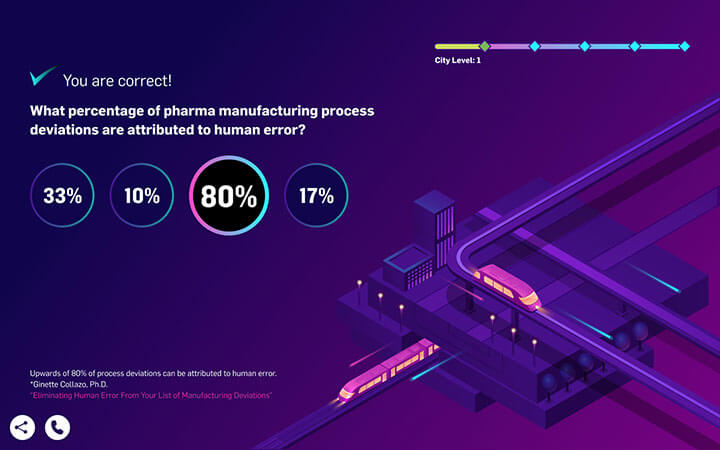 City Level: 1
You are correct!
What percentage of pharma manufacturing process
deviations are attributed to human error?
33% 10% 80% 17%
Upwards of 80% of process deviations can be attributed to human error.
*Ginette Collazo, Ph.D.
"Eliminating Human Error From Your List of Manufacturing Deviations"